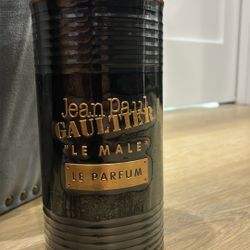 Jean Paul
GAULTIER
"LE MALE"
LE PARFUM